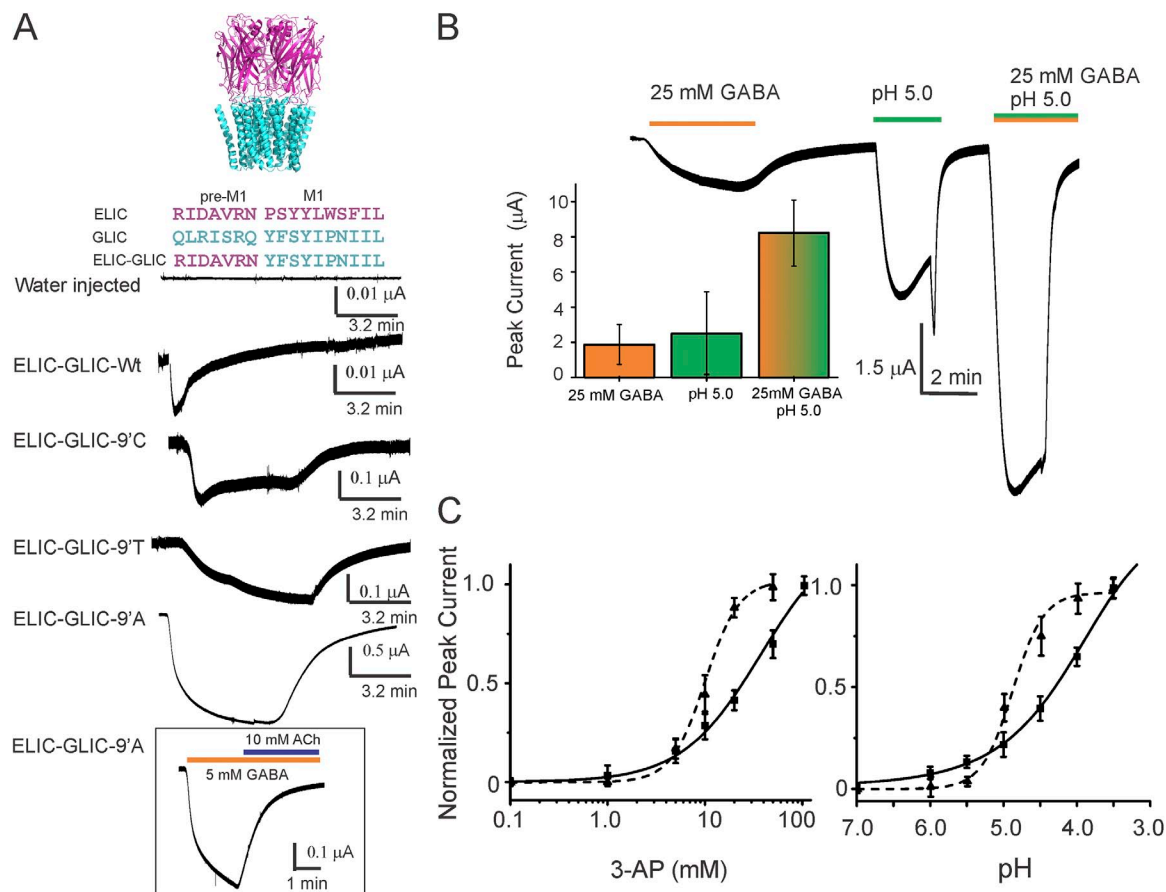 A
pre-M1 M1
ELIC RIDAVRN PSYYLWSFIL
GLIC QLRISRQ YFSYIPNIIL
ELIC-GLIC RIDAVRN YFSYIPNIIL
Water injected
0.01 µA
3.2 min
ELIC-GLIC-Wt
0.01 µA
3.2 min
ELIC-GLIC-9'C
0.1 µA
3.2 min
ELIC-GLIC-9'T
0.1 µA
3.2 min
ELIC-GLIC-9'A
0.5 µA
3.2 min
ELIC-GLIC-9'A
10 mM ACh
5 mM GABA
0.1 µA
1 min
B
25 mM GABA
pH 5.0
25 mM GABA
pH 5.0
Peak Current (µA)
10
8
6
4
2
0
25 mM GABA
pH 5.0
25mM GABA
pH 5.0
1.5 µA
2 min
C
Normalized Peak Current
1.0
0.5
0
0.1 1.0 10 100
3-AP (mM)
1.0
0.5
0
7.0 6.0 5.0 4.0 3.0
pH